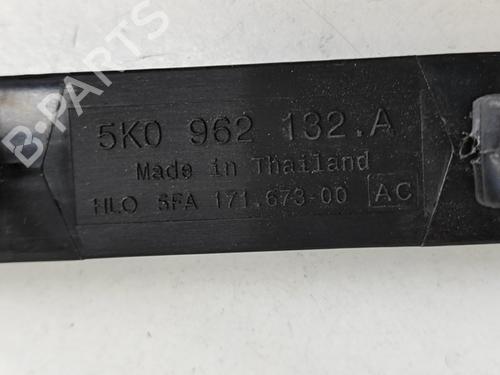 5K0 962 132.A
Made in Thailand
HLO 5FA 171.673-00 AC
B-PARTS